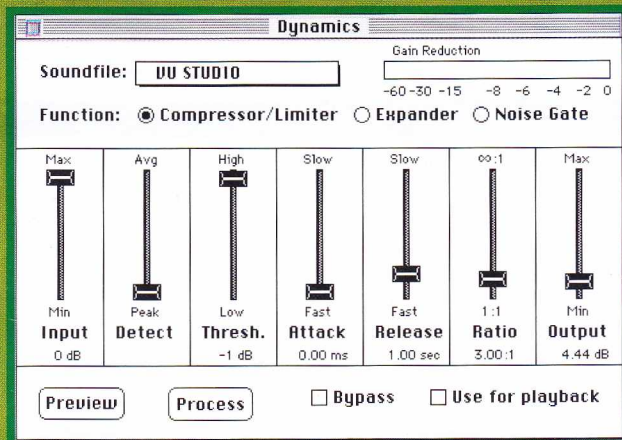 Dynamics
Soundfile: VU STUDIO
Gain Reduction
-60 -30 -15 -8 -6 -4 -2 0
Function: Compressor/Limiter Expander Noise Gate
Max Avg High Slow Slow ∞:1 Max
Min Peak Low Fast Fast 1:1 Min
Input Detect Thresh. Attack Release Ratio Output
0 dB -1 dB 0.00 ms 1.00 sec 3.00:1 4.44 dB
Preview Process Bypass Use for playback